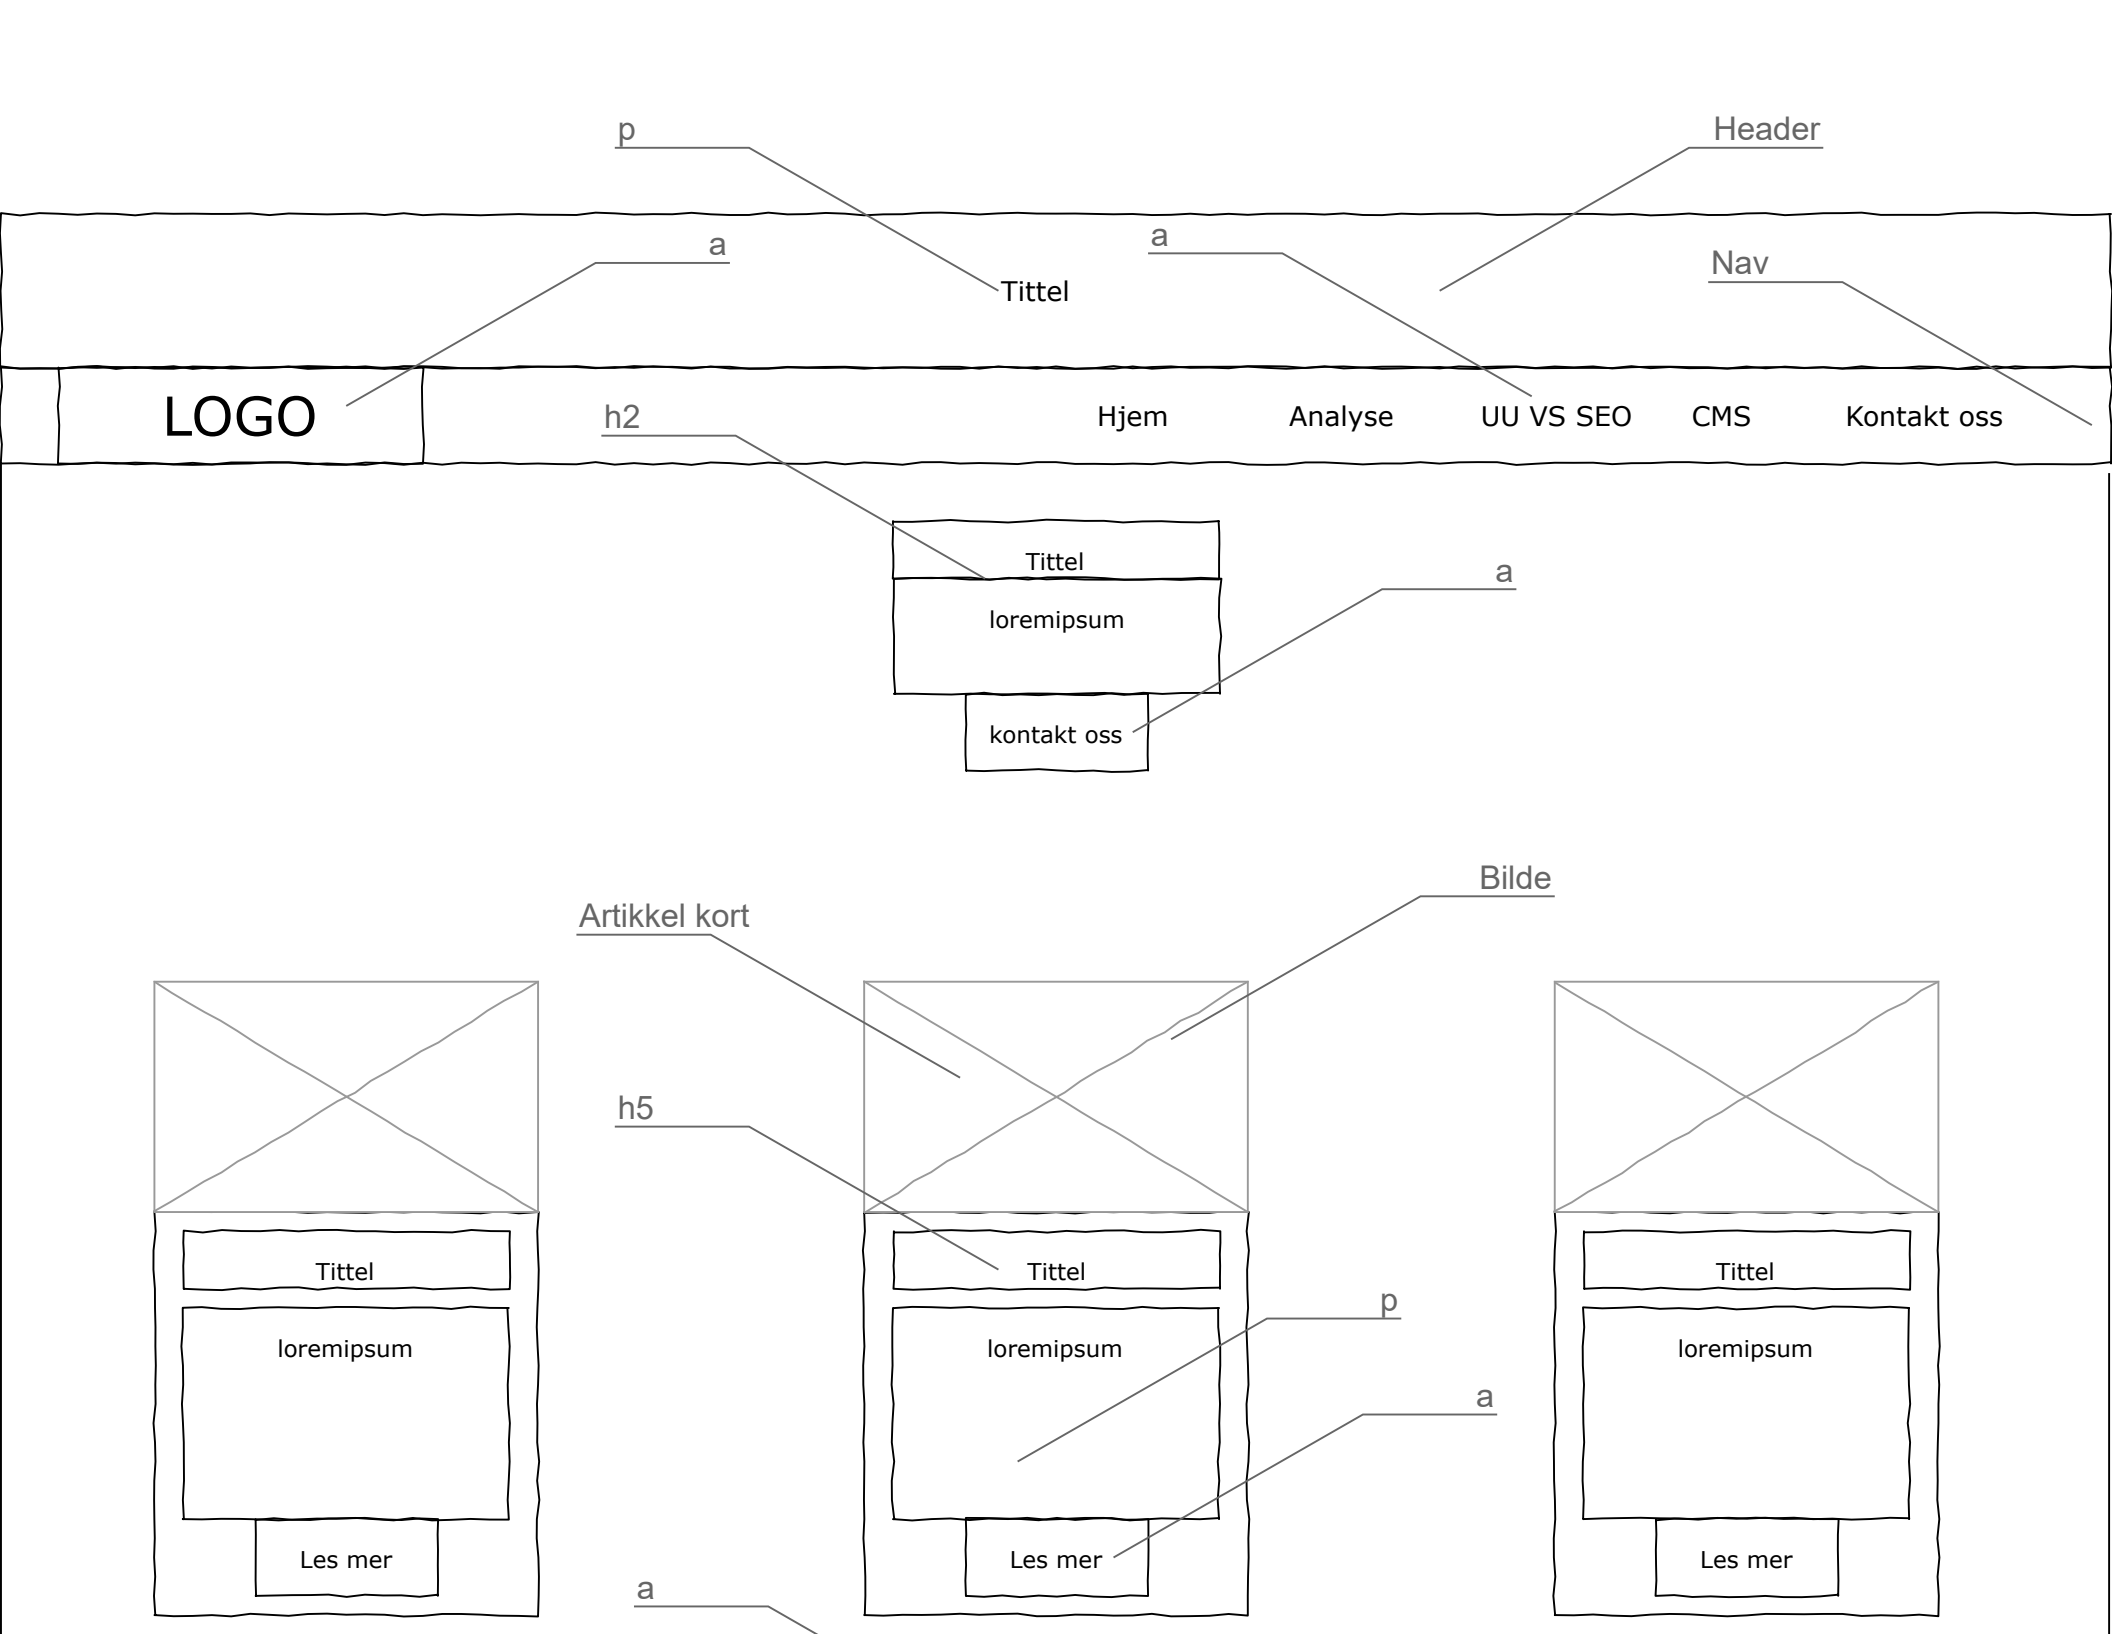 p
Header
a
a
Nav
Tittel
LOGO
h2
Hjem
Analyse
UU VS SEO
CMS
Kontakt oss
Tittel
a
loremipsum
kontakt oss
Bilde
Artikkel kort
h5
Tittel
Tittel
Tittel
p
loremipsum
loremipsum
loremipsum
a
Les mer
Les mer
Les mer
a